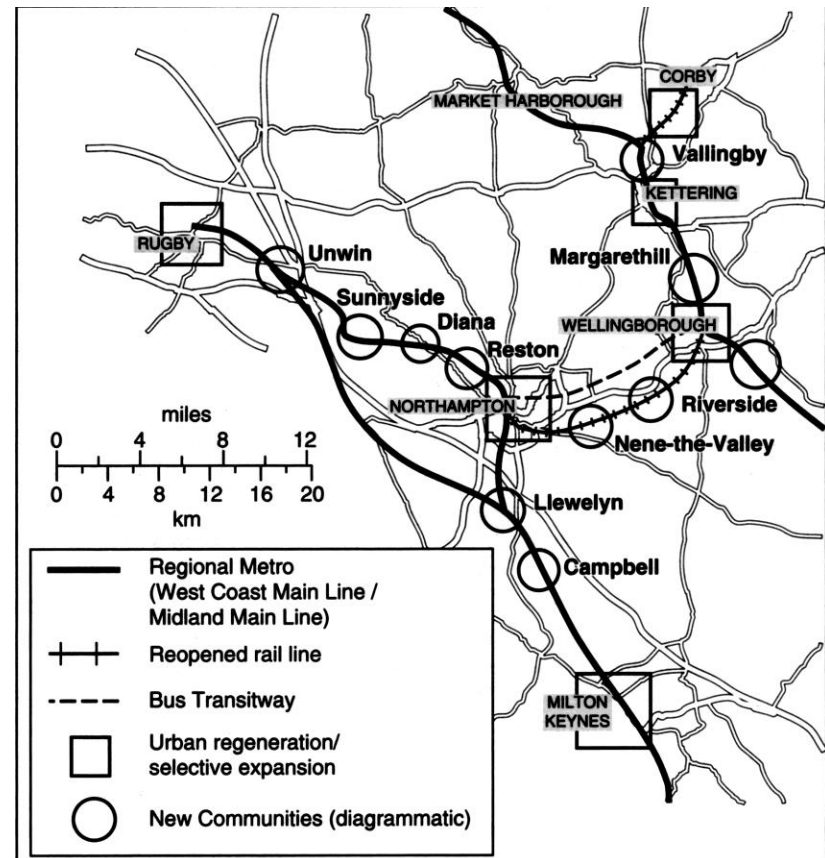 CORBY
MARKET HARBOROUGH
Vallingby
KETTERING
RUGBY
Unwin
Margarethill
Sunnyside
Diana
WELLINGBOROUGH
Reston
NORTHAMPTON
Riverside
Nene-the-Valley
miles
0 4 8 12
0 4 8 12 16 20
km
Llewelyn
Campbell
MILTON
KEYNES
Regional Metro
(West Coast Main Line /
Midland Main Line)
Reopened rail line
Bus Transitway
Urban regeneration/
selective expansion
New Communities (diagrammatic)